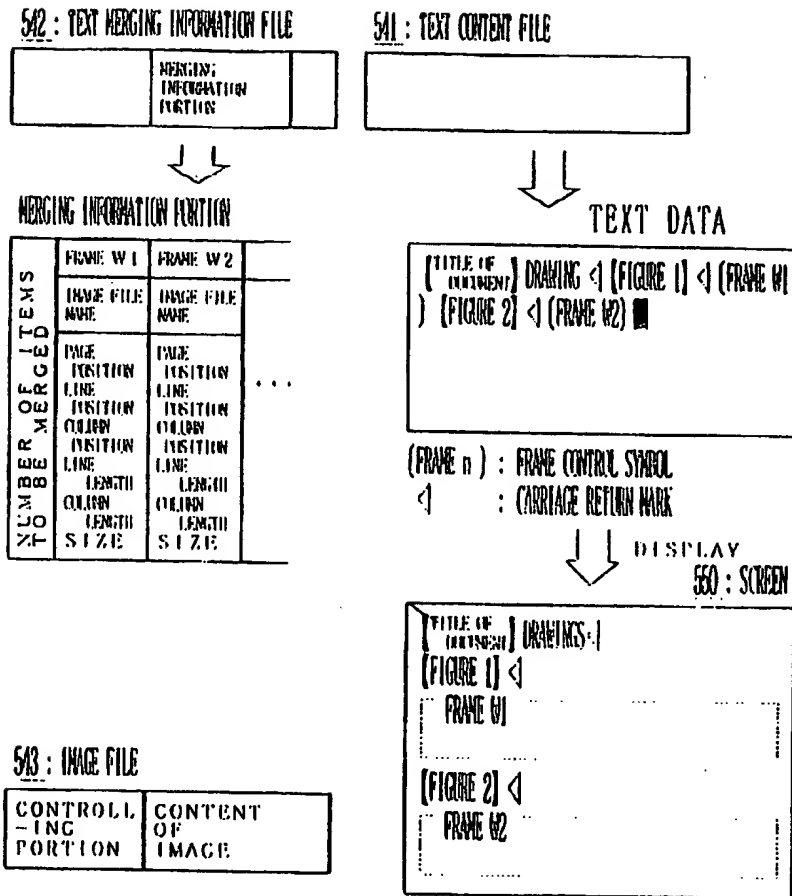 542 : TEXT MERGING INFORMATION FILE
MERGING
INFORMATION
PORTION
MERGING INFORMATION PORTION
NUMBER OF ITEMS
TO BE MERGED
FRAME W1
IMAGE FILE
NAME
PAGE
POSITION
LINE
POSITION
COLUMN
POSITION
LINE
LENGTH
COLUMN
LENGTH
SIZE
FRAME W2
IMAGE FILE
NAME
PAGE
POSITION
LINE
POSITION
COLUMN
POSITION
LINE
LENGTH
COLUMN
LENGTH
SIZE
...
543 : IMAGE FILE
CONTROLL
-ING
PORTION
CONTENT
OF
IMAGE
541 : TEXT CONTENT FILE
TEXT DATA
[TITLE OF
DOCUMENT] DRAWING ◁ [FIGURE 1] ◁ (FRAME W1
) [FIGURE 2] ◁ (FRAME W2) ■
(FRAME n ) : FRAME CONTROL SYMBOL
◁ : CARRIAGE RETURN MARK
DISPLAY
550 : SCREEN
[TITLE OF
DOCUMENT] DRAWINGS ◁
[FIGURE 1] ◁
FRAME W1
[FIGURE 2] ◁
FRAME W2